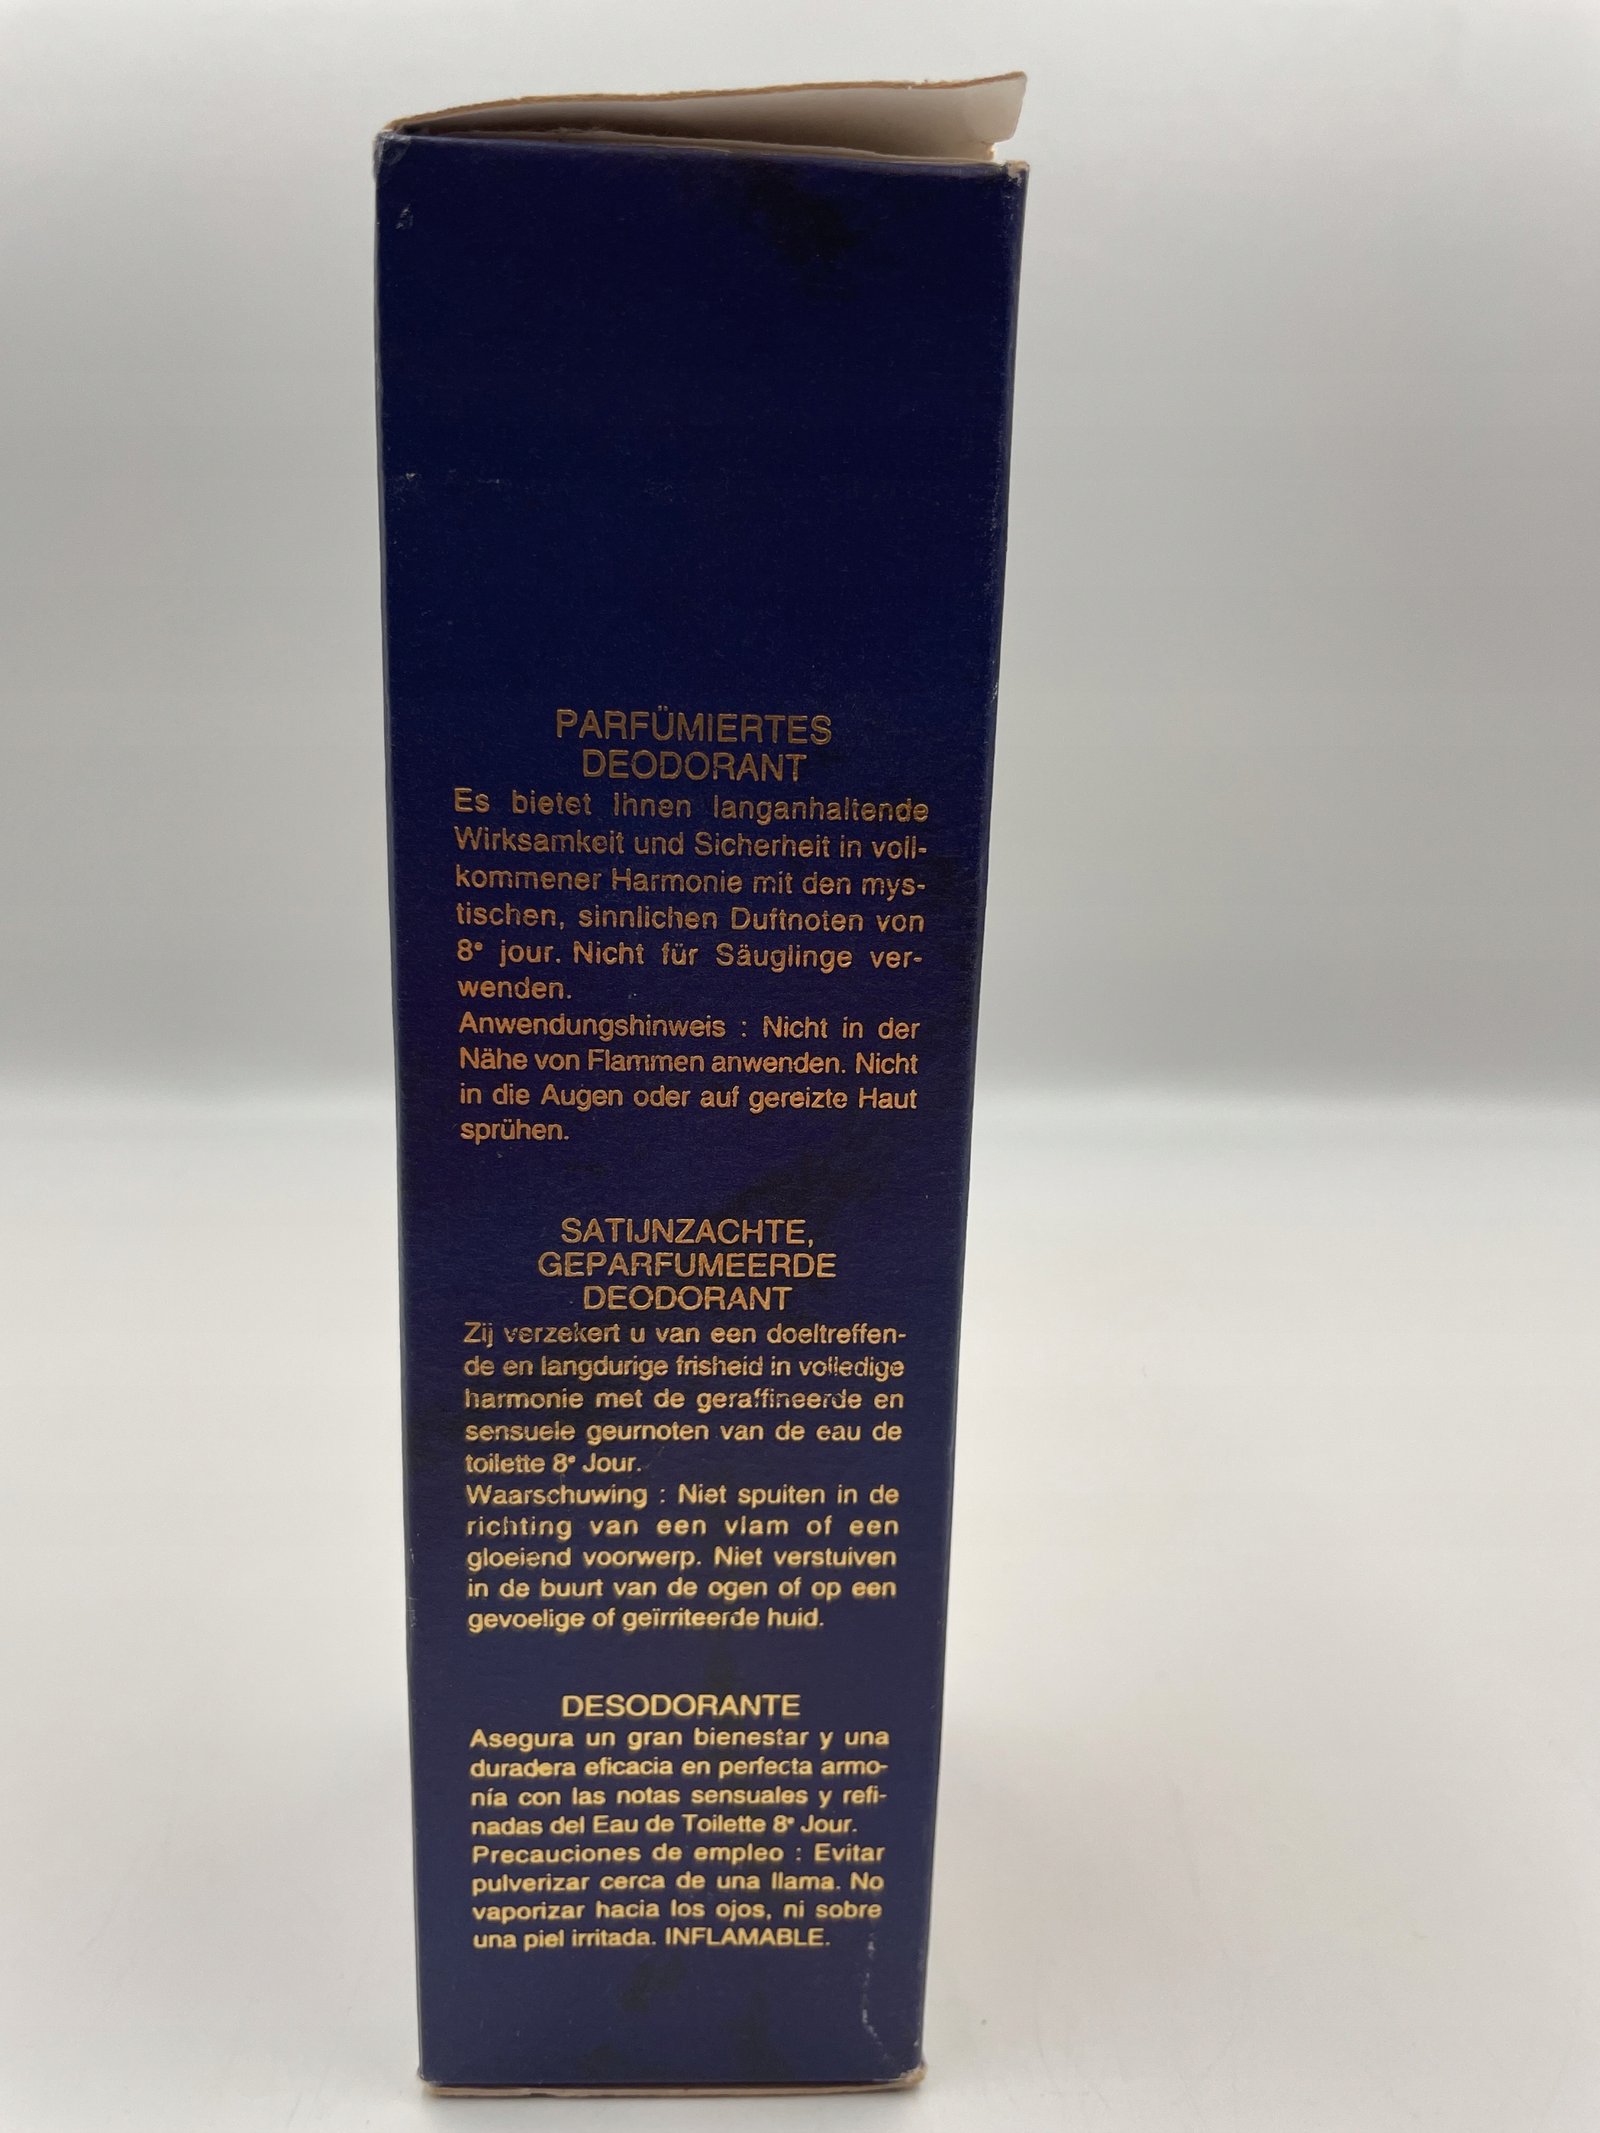 PARFÜMIERTES
DEODORANT
Es bietet Ihnen langanhaltende
Wirksamkeit und Sicherheit in voll-
kommener Harmonie mit den mys-
tischen, sinnlichen Duftnoten von
8ᵉ jour. Nicht für Säuglinge ver-
wenden.
Anwendungshinweis : Nicht in der
Nähe von Flammen anwenden. Nicht
in die Augen oder auf gereizte Haut
sprühen.
SATIJNZACHTE,
GEPARFUMEERDE
DEODORANT
Zij verzekert u van een doeltreffen-
de en langdurige frisheid in volledige
harmonie met de geraffineerde en
sensuele geurnoten van de eau de
toilette 8ᵉ Jour.
Waarschuwing : Niet spuiten in de
richting van een vlam of een
gloeiend voorwerp. Niet verstuiven
in de buurt van de ogen of op een
gevoelige of geïrriteerde huid.
DESODORANTE
Asegura un gran bienestar y una
duradera eficacia en perfecta armo-
nía con las notas sensuales y refi-
nadas del Eau de Toilette 8ᵉ Jour.
Precauciones de empleo : Evitar
pulverizar cerca de una llama. No
vaporizar hacia los ojos, ni sobre
una piel irritada. INFLAMABLE.